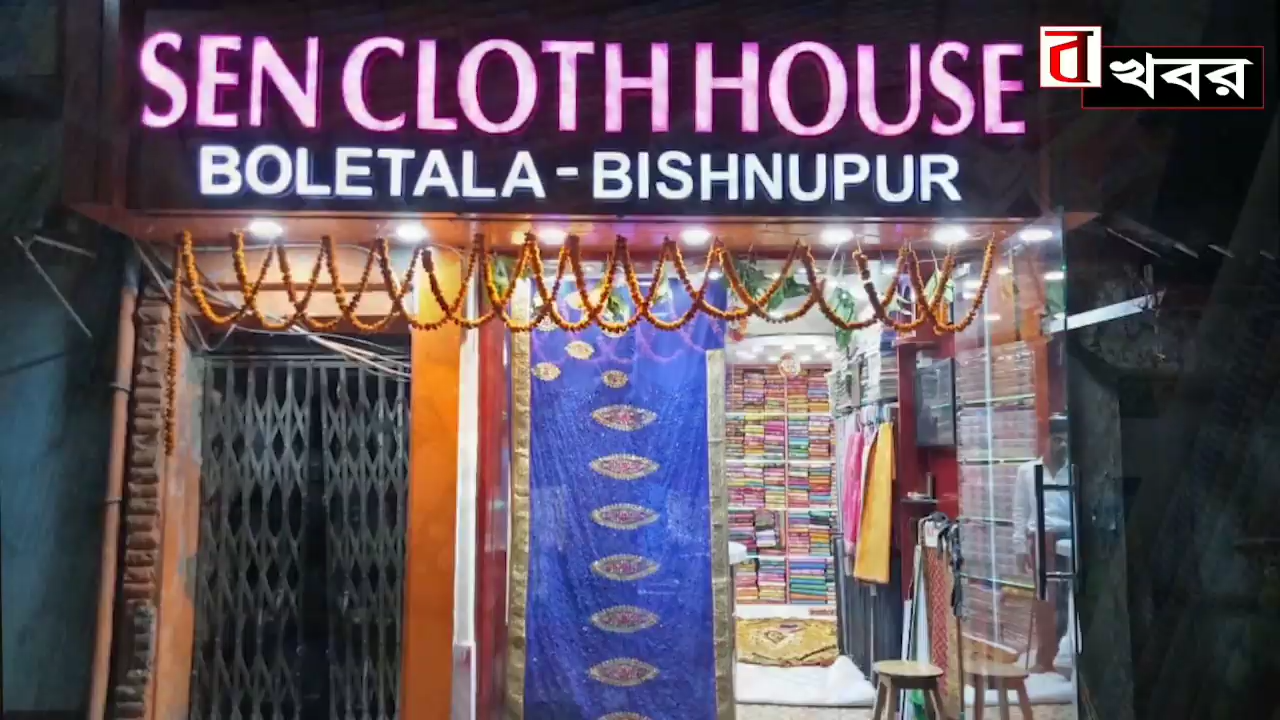 SEN CLOTH HOUSE
BOLETALA - BISHNUPUR
ব খবর